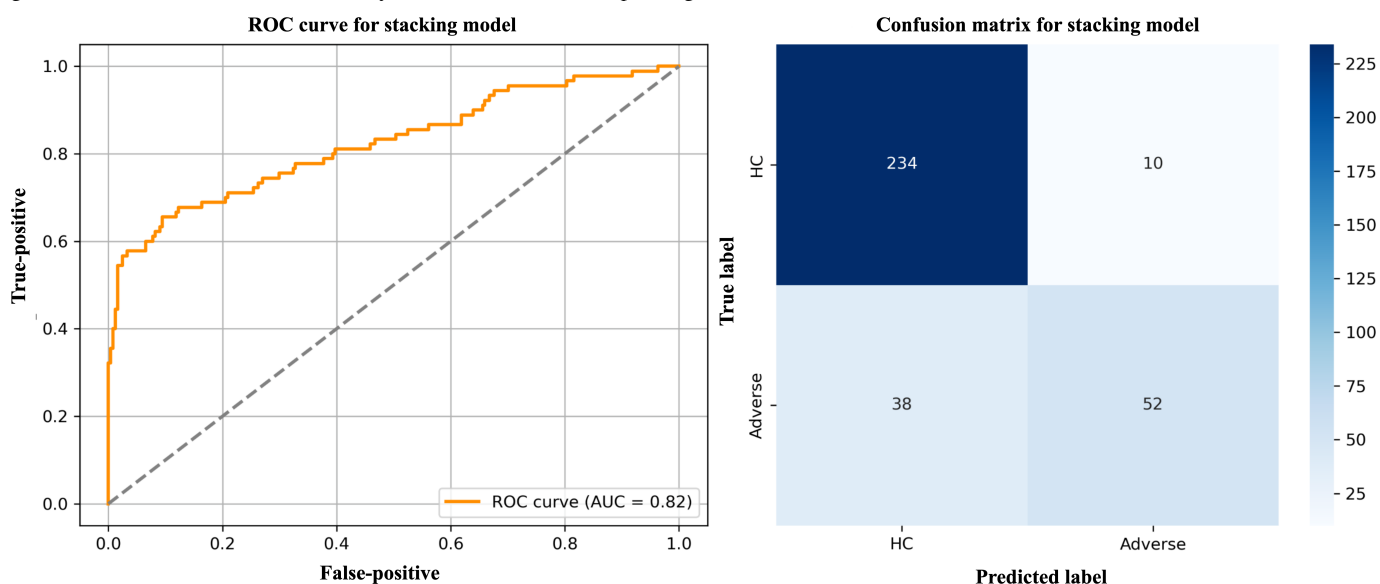 ROC curve for stacking model
1.0
0.8
0.6
0.4
0.2
0.0
True-positive
0.0 0.2 0.4 0.6 0.8 1.0
False-positive
ROC curve (AUC = 0.82)
Confusion matrix for stacking model
HC
Adverse
True label
234 10
38 52
HC Adverse
Predicted label
225
200
175
150
125
100
75
50
25